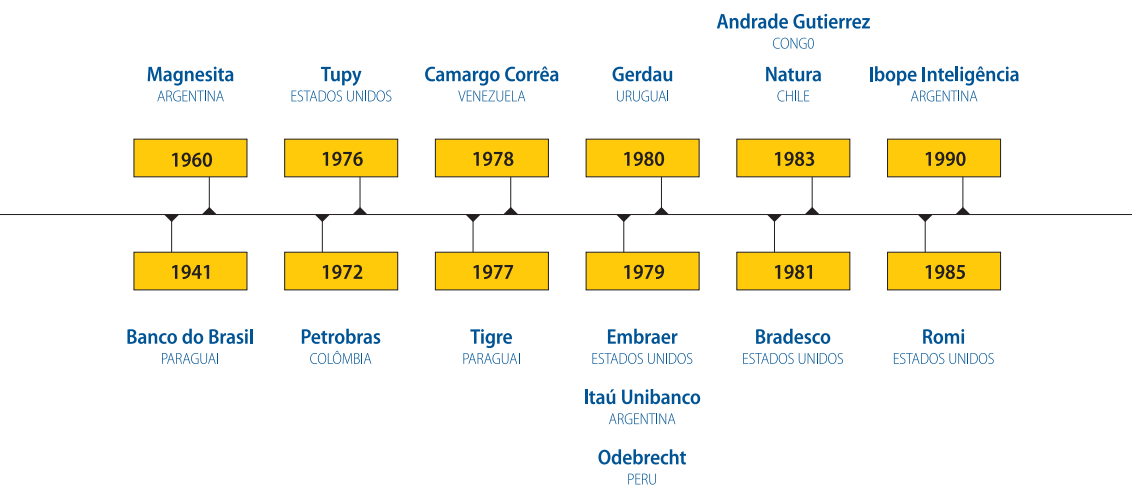 Andrade Gutierrez
CONGO
Magnesita
ARGENTINA
Tupy
ESTADOS UNIDOS
Camargo Corrêa
VENEZUELA
Gerdau
URUGUAI
Natura
CHILE
Ibope Inteligência
ARGENTINA
1960
1976
1978
1980
1983
1990
1941
1972
1977
1979
1981
1985
Banco do Brasil
PARAGUAI
Petrobras
COLÔMBIA
Tigre
PARAGUAI
Embraer
ESTADOS UNIDOS
Itaú Unibanco
ARGENTINA
Odebrecht
PERU
Bradesco
ESTADOS UNIDOS
Romi
ESTADOS UNIDOS